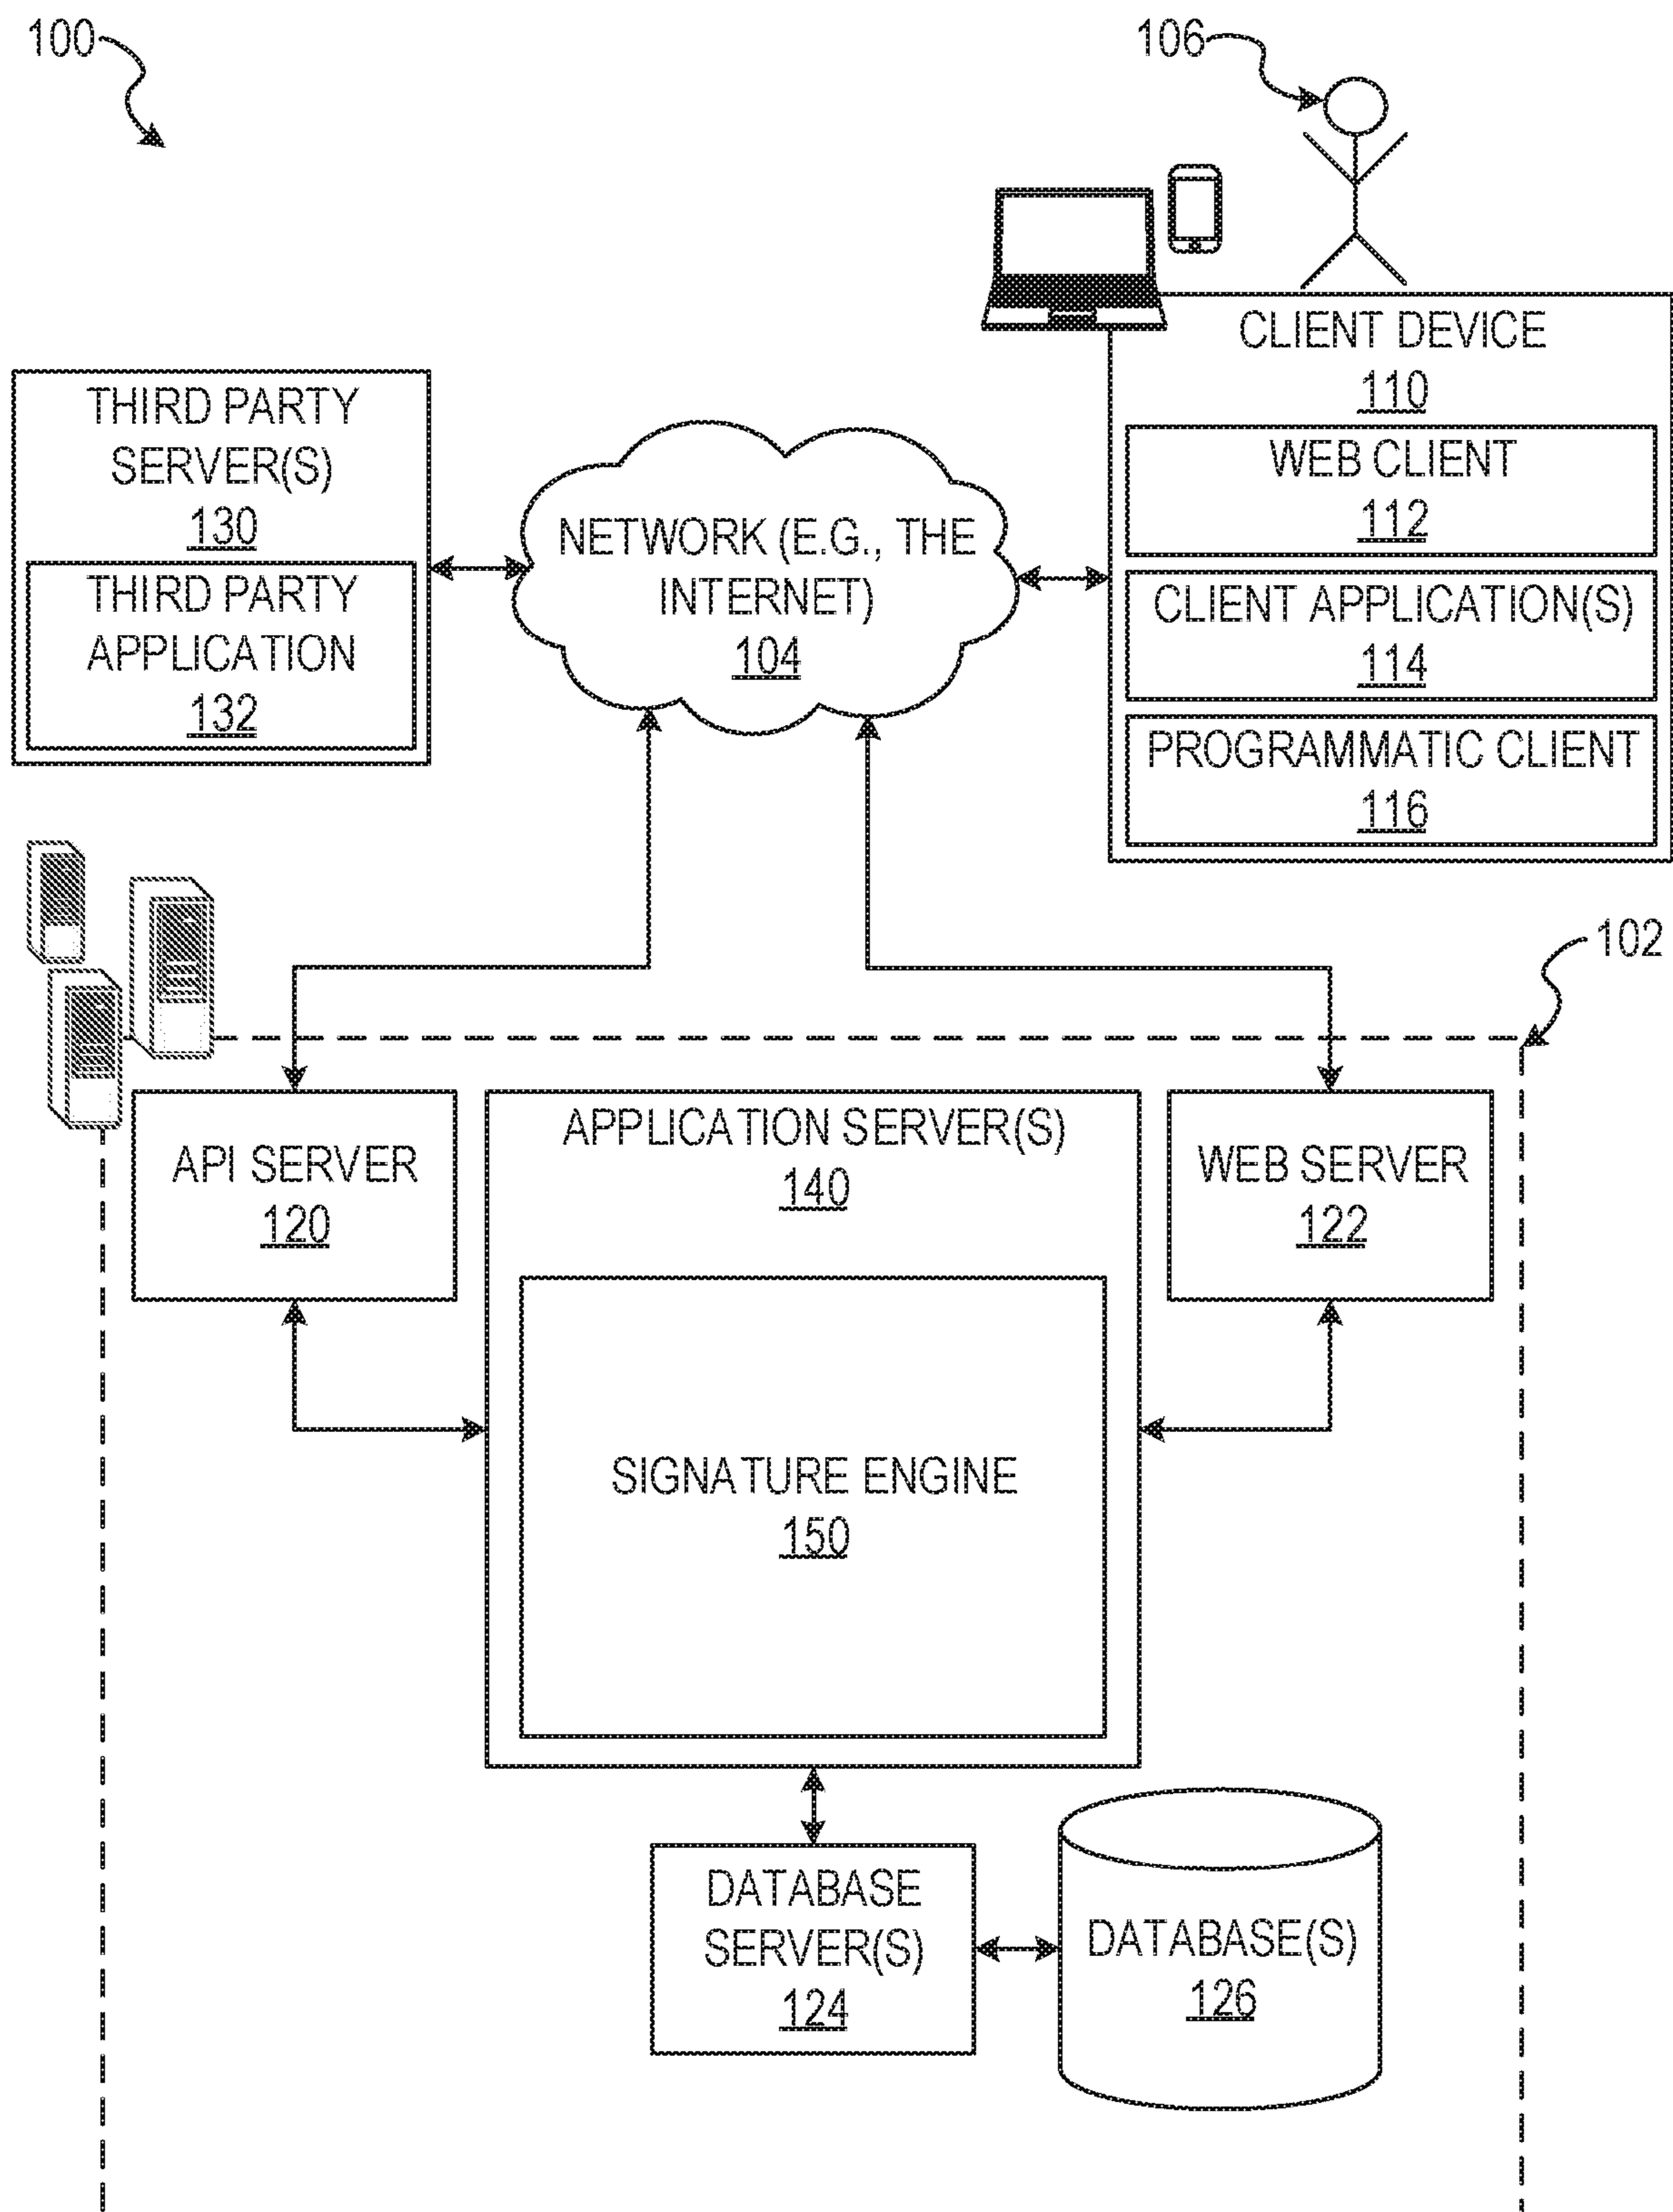 100
106
CLIENT DEVICE
110
WEB CLIENT
112
CLIENT APPLICATION(S)
114
PROGRAMMATIC CLIENT
116
THIRD PARTY
SERVER(S)
130
THIRD PARTY
APPLICATION
132
NETWORK (E.G., THE
INTERNET)
104
102
API SERVER
120
APPLICATION SERVER(S)
140
WEB SERVER
122
SIGNATURE ENGINE
150
DATABASE
SERVER(S)
124
DATABASE(S)
126